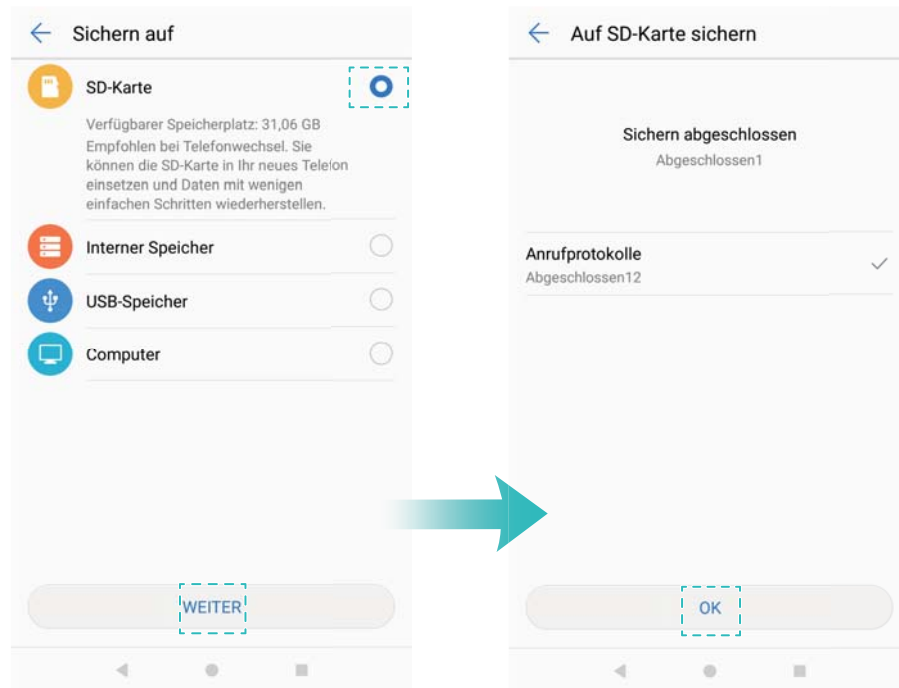 Sichern auf
SD-Karte
Verfügbarer Speicherplatz: 31,06 GB
Empfohlen bei Telefonwechsel. Sie
können die SD-Karte in Ihr neues Telefon
einsetzen und Daten mit wenigen
einfachen Schritten wiederherstellen.
Interner Speicher
USB-Speicher
Computer
WEITER
Auf SD-Karte sichern
Sichern abgeschlossen
Abgeschlossen1
Anrufprotokolle
Abgeschlossen12
OK